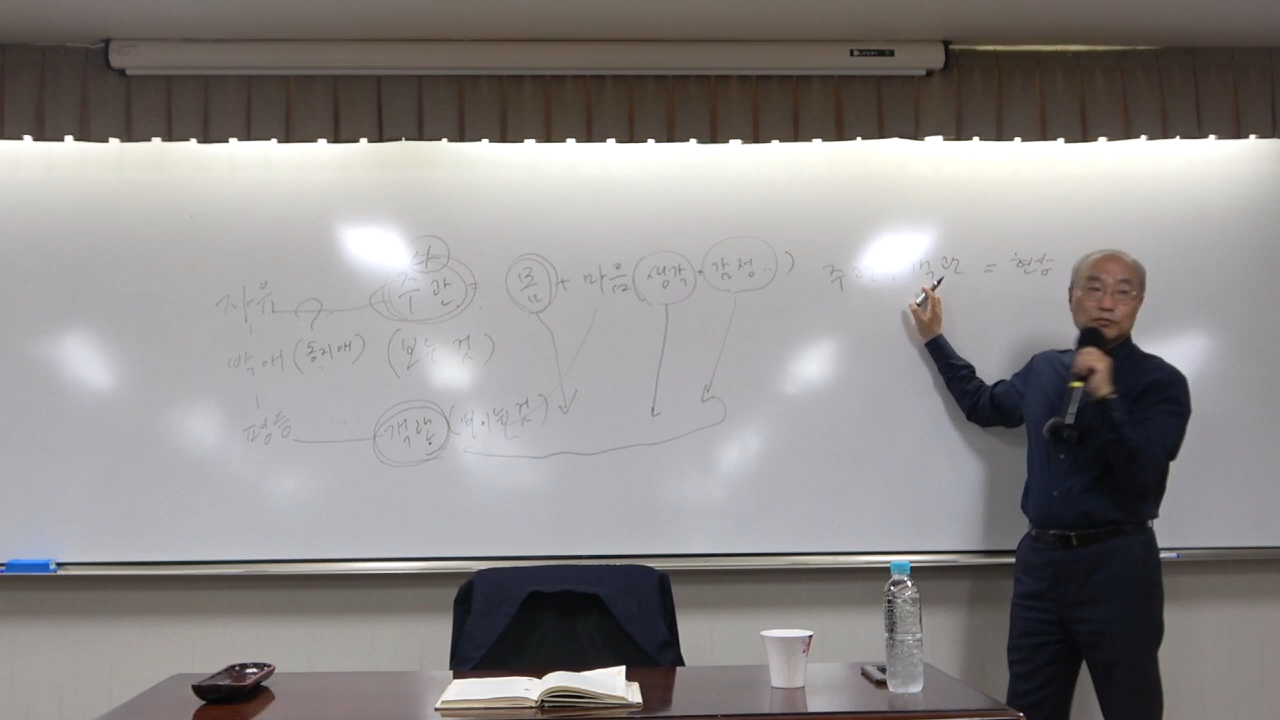 자유 주관 = 몸 + 마음(생각·감정..) 주관, 객관 = 현상
박애(동지애) (보는 것)
평등 객관 (보이는 것)